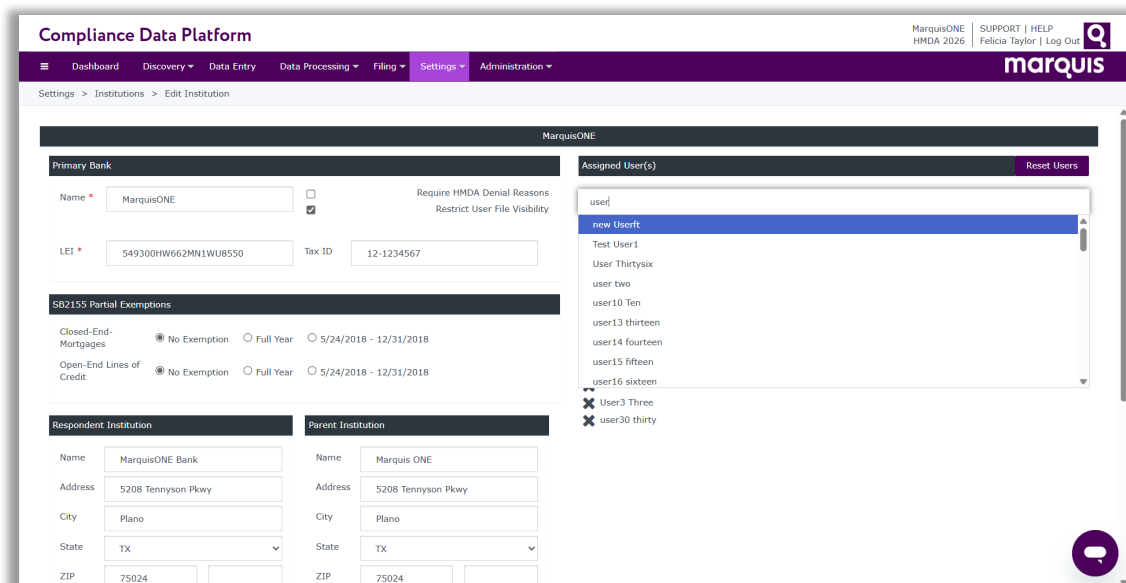 Compliance Data Platform
MarquisONE SUPPORT | HELP
HMDA 2026 Felicia Taylor | Log Out
Dashboard Discovery Data Entry Data Processing Filing Settings Administration
marquis
Settings > Institutions > Edit Institution
MarquisONE
Primary Bank
Name * MarquisONE
Require HMDA Denial Reasons
Restrict User File Visibility
LEI * 549300HW662MN1WU8550 Tax ID 12-1234567
SB2155 Partial Exemptions
Closed-End-
Mortgages
No Exemption Full Year 5/24/2018 - 12/31/2018
Open-End Lines of
Credit
No Exemption Full Year 5/24/2018 - 12/31/2018
Respondent Institution
Name MarquisONE Bank
Address 5208 Tennyson Pkwy
City Plano
State TX
ZIP 75024
Parent Institution
Name Marquis ONE
Address 5208 Tennyson Pkwy
City Plano
State TX
ZIP 75024
Assigned User(s) Reset Users
user
new Userft
Test User1
User Thirtysix
user two
user10 Ten
user13 thirteen
user14 fourteen
user15 fifteen
user16 sixteen
User3 Three
user30 thirty